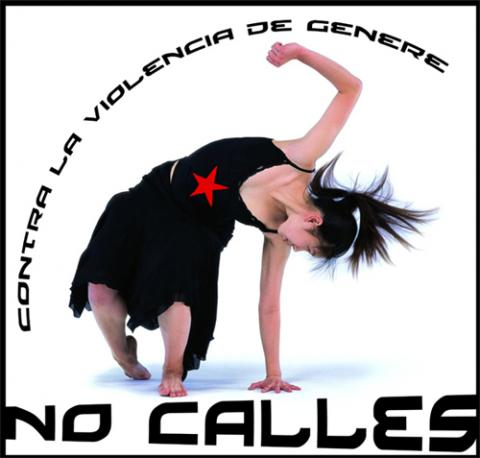 CONTRA LA VIOLENCIA DE GENERE
NO CALLES